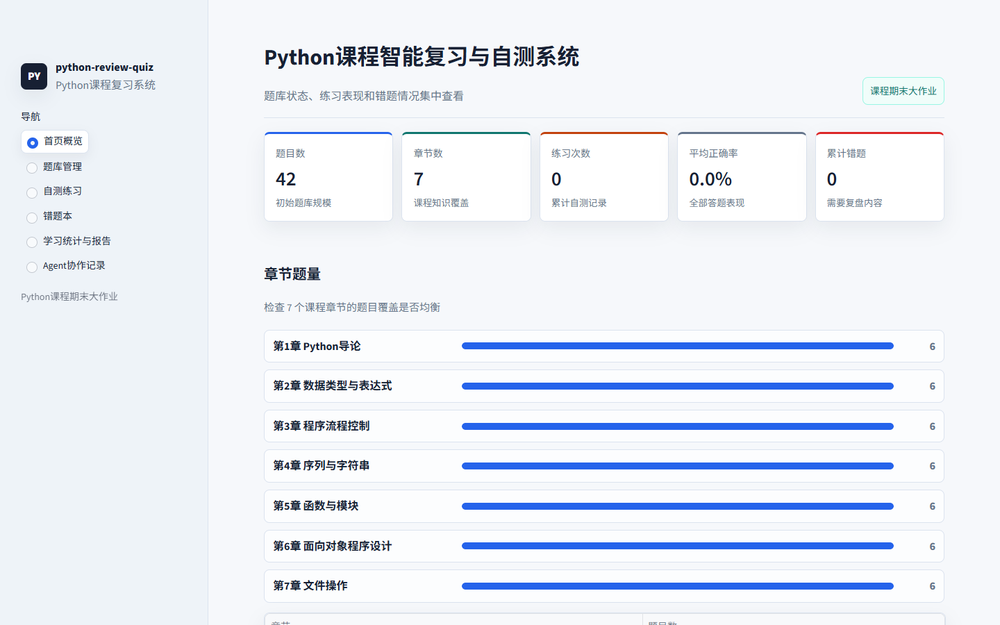 PY
python-review-quiz
Python课程复习系统
导航
首页概览
题库管理
自测练习
错题本
学习统计与报告
Agent协作记录
Python课程期末大作业
Python课程智能复习与自测系统
题库状态、练习表现和错题情况集中查看
课程期末大作业
题目数
42
初始题库规模
章节数
7
课程知识覆盖
练习次数
0
累计自测记录
平均正确率
0.0%
全部答题表现
累计错题
0
需要复盘内容
章节题量
检查 7 个课程章节的题目覆盖是否均衡
第1章 Python导论 6
第2章 数据类型与表达式 6
第3章 程序流程控制 6
第4章 序列与字符串 6
第5章 函数与模块 6
第6章 面向对象程序设计 6
第7章 文件操作 6
章节 题目数